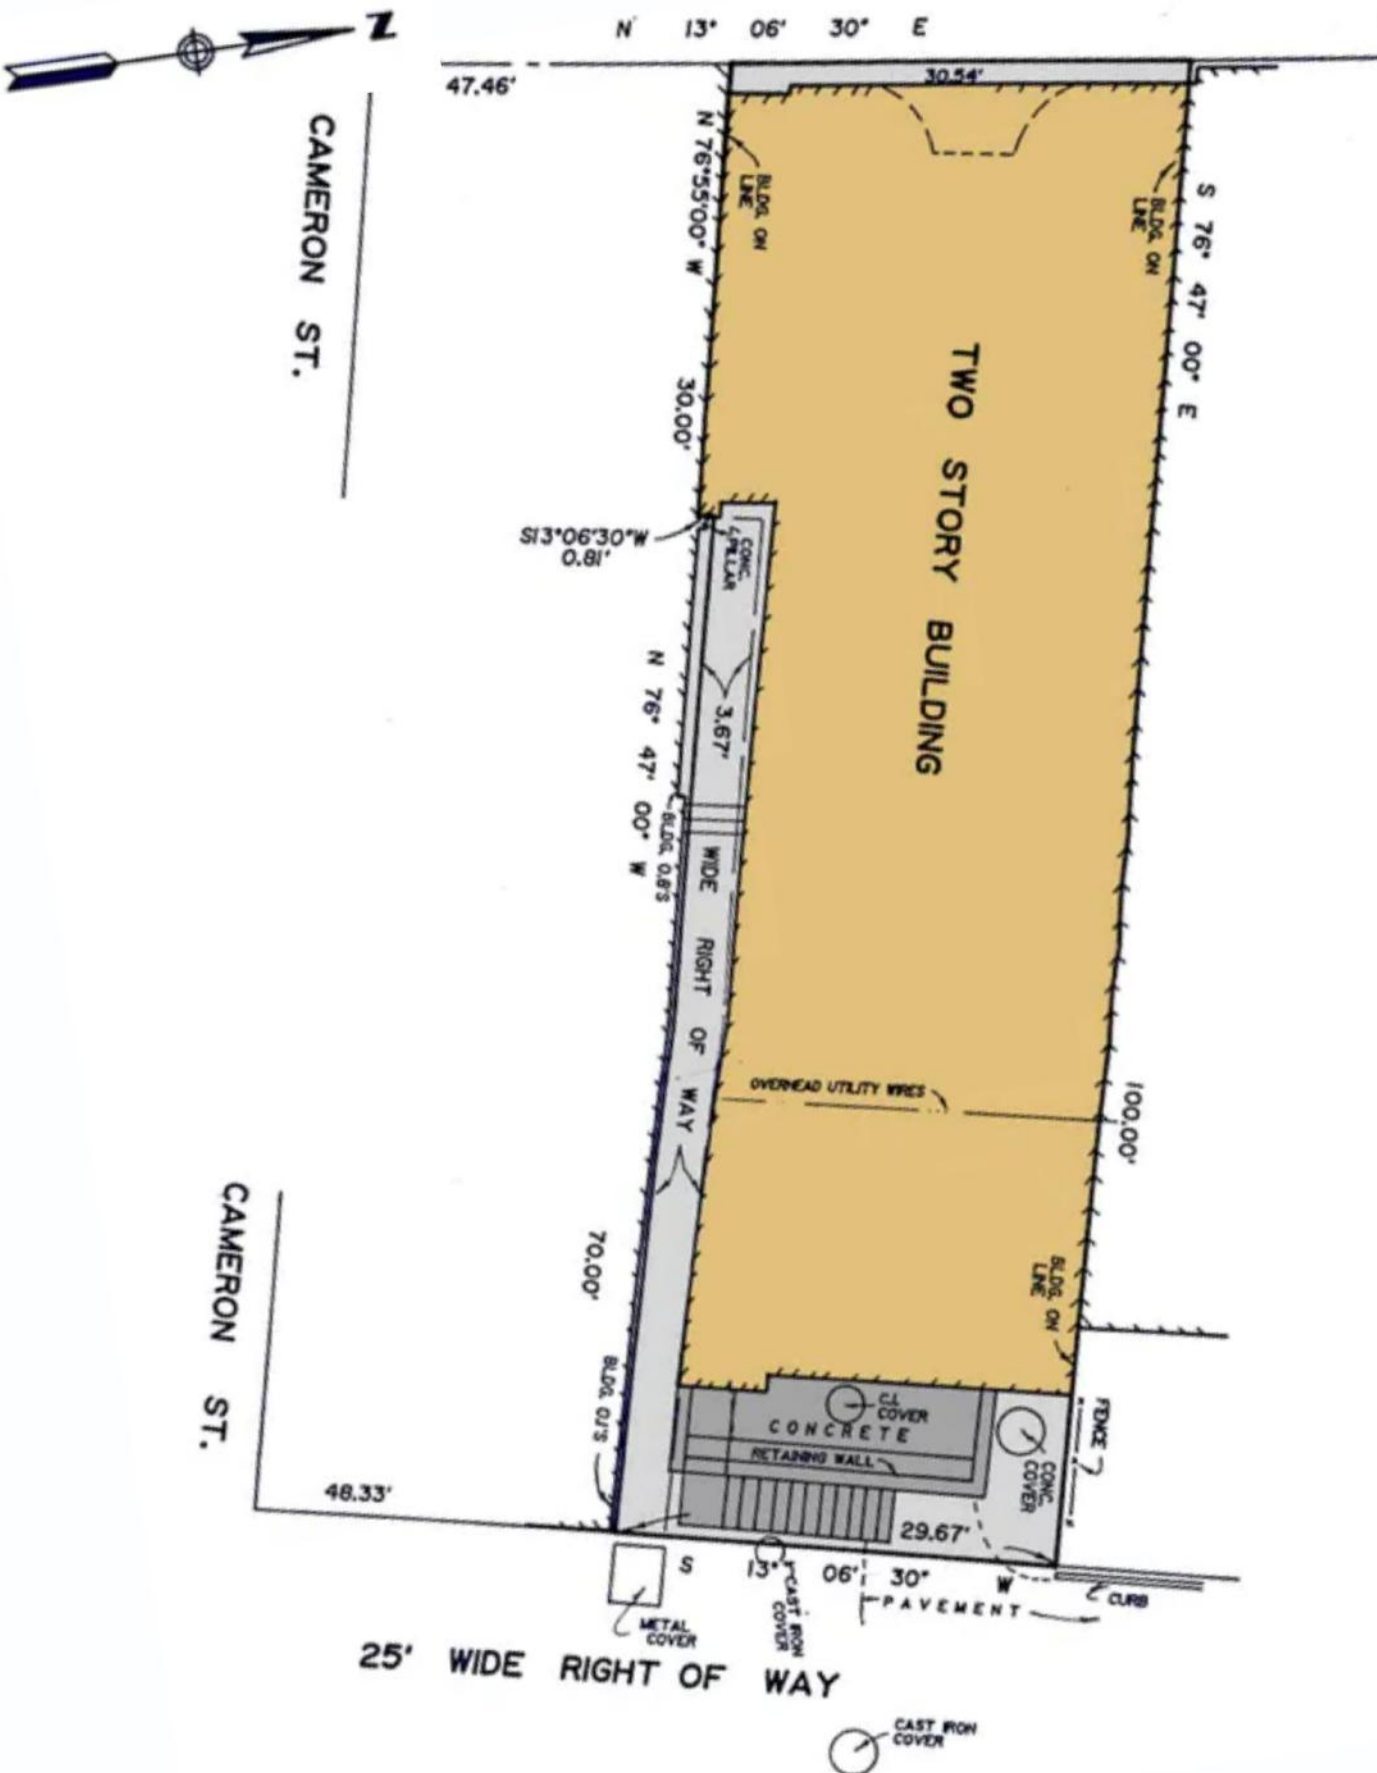 N 13° 06' 30" E
Z
47.46'
30.54'
CAMERON ST.
N 76°55'00" W
BLDG. ON
LINE
BLDG. ON
LINE
S 76° 47' 00" E
30.00'
TWO STORY BUILDING
S13°06'30"W
0.81'
CONC.
PILLAR
N 76° 47' 00" W
3.67'
WIDE RIGHT OF WAY
BLDG. 0.8'S
OVERHEAD UTILITY WIRES
100.00'
CAMERON ST.
70.00'
BLDG. ON
LINE
BLDG. 0.1'S
C.I.
COVER
CONCRETE
RETAINING WALL
FENCE
CONC.
COVER
48.33'
29.67'
S 13° 06' 30" W
CAST IRON
COVER
PAVEMENT
CURB
METAL
COVER
25' WIDE RIGHT OF WAY
CAST IRON
COVER